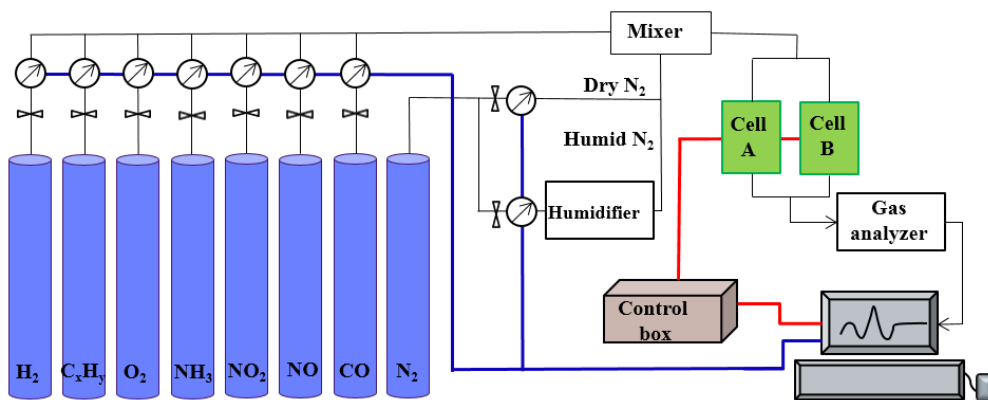 Mixer
Dry N₂
Humid N₂
Cell
A
Cell
B
Humidifier
Gas
analyzer
Control
box
H₂
CₓHᵧ
O₂
NH₃
NO₂
NO
CO
N₂